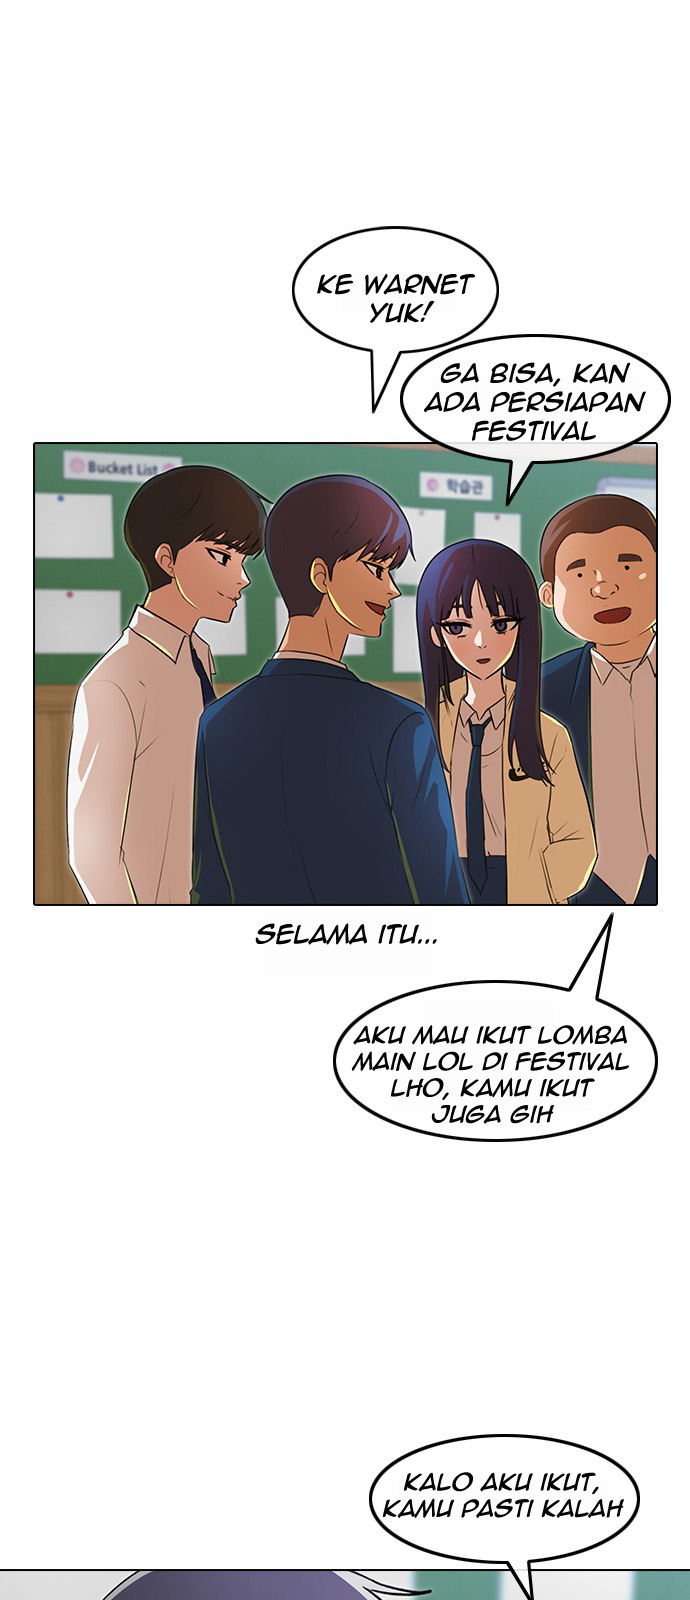 KE WARNET
YUK!
GA BISA, KAN
ADA PERSIAPAN
FESTIVAL
Bucket List
학습관
SELAMA ITU...
AKU MAU IKUT LOMBA
MAIN LOL DI FESTIVAL
LHO, KAMU IKUT
JUGA GIH
KALO AKU IKUT,
KAMU PASTI KALAH